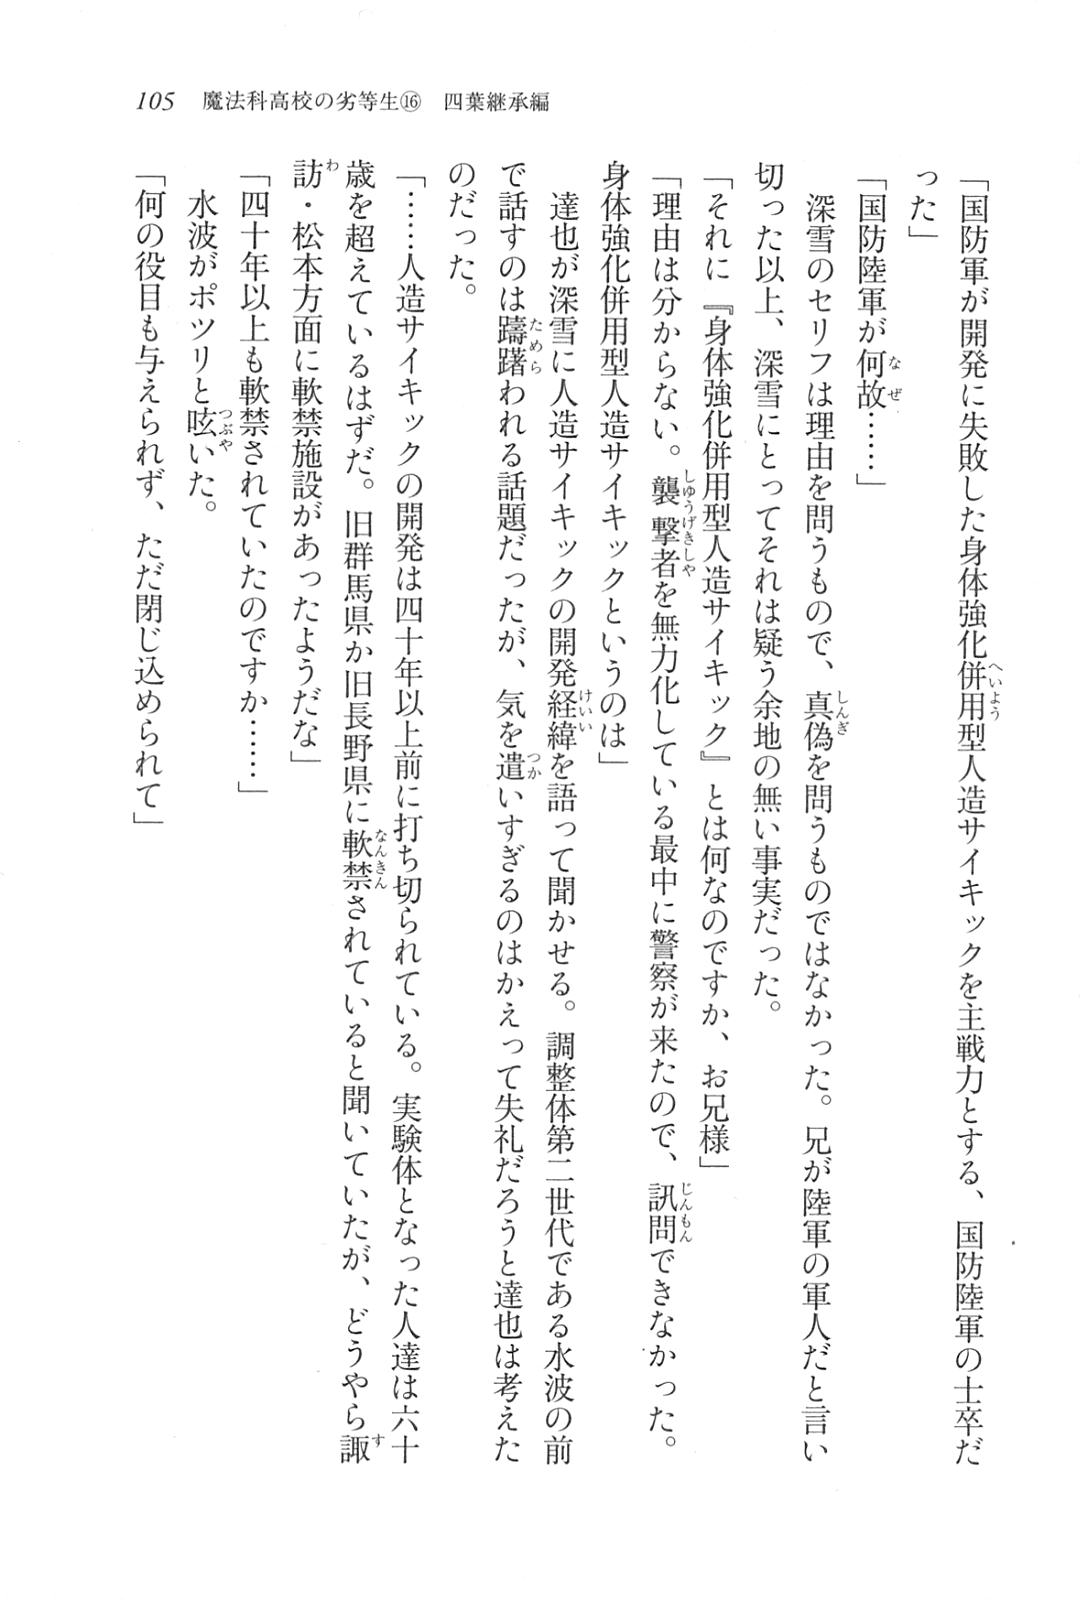 105　魔法科高校の劣等生⑯　四葉継承編
「国防軍が開発に失敗した身体強化併用型人造サイキックを主戦力とする、国防陸軍の士卒だ
った」
「国防陸軍が何故……」
　深雪のセリフは理由を問うもので、真偽を問うものではなかった。兄が陸軍の軍人だと言い
切った以上、深雪にとってそれは疑う余地の無い事実だった。
「それに『身体強化併用型人造サイキック』とは何なのですか、お兄様」
「理由は分からない。襲撃者を無力化している最中に警察が来たので、訊問できなかった。
身体強化併用型人造サイキックというのは」
　達也が深雪に人造サイキックの開発経緯を語って聞かせる。調整体第二世代である水波の前
で話すのは躊躇われる話題だったが、気を遣いすぎるのはかえって失礼だろうと達也は考えた
のだった。
「……人造サイキックの開発は四十年以上前に打ち切られている。実験体となった人達は六十
歳を超えているはずだ。旧群馬県か旧長野県に軟禁されていると聞いていたが、どうやら諏
訪・松本方面に軟禁施設があったようだな」
「四十年以上も軟禁されていたのですか……」
　水波がポツリと呟いた。
「何の役目も与えられず、ただ閉じ込められて」